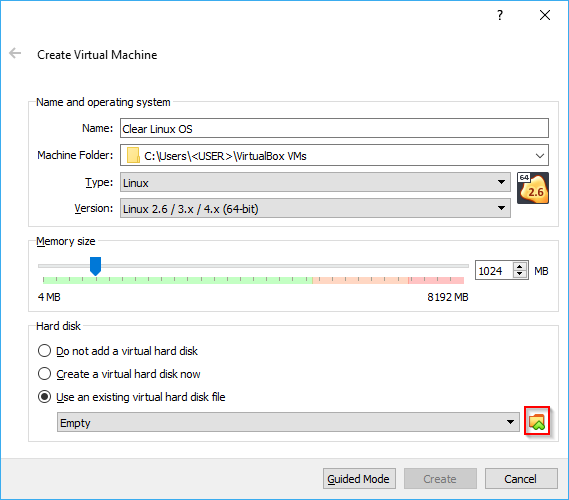 ?
Create Virtual Machine
Name and operating system
Name: Clear Linux OS
Machine Folder: C:\Users\<USER>\VirtualBox VMs
Type: Linux
64
2.6
Version: Linux 2.6 / 3.x / 4.x (64-bit)
Memory size
1024 MB
4 MB 8192 MB
Hard disk
Do not add a virtual hard disk
Create a virtual hard disk now
Use an existing virtual hard disk file
Empty
Guided Mode Create Cancel